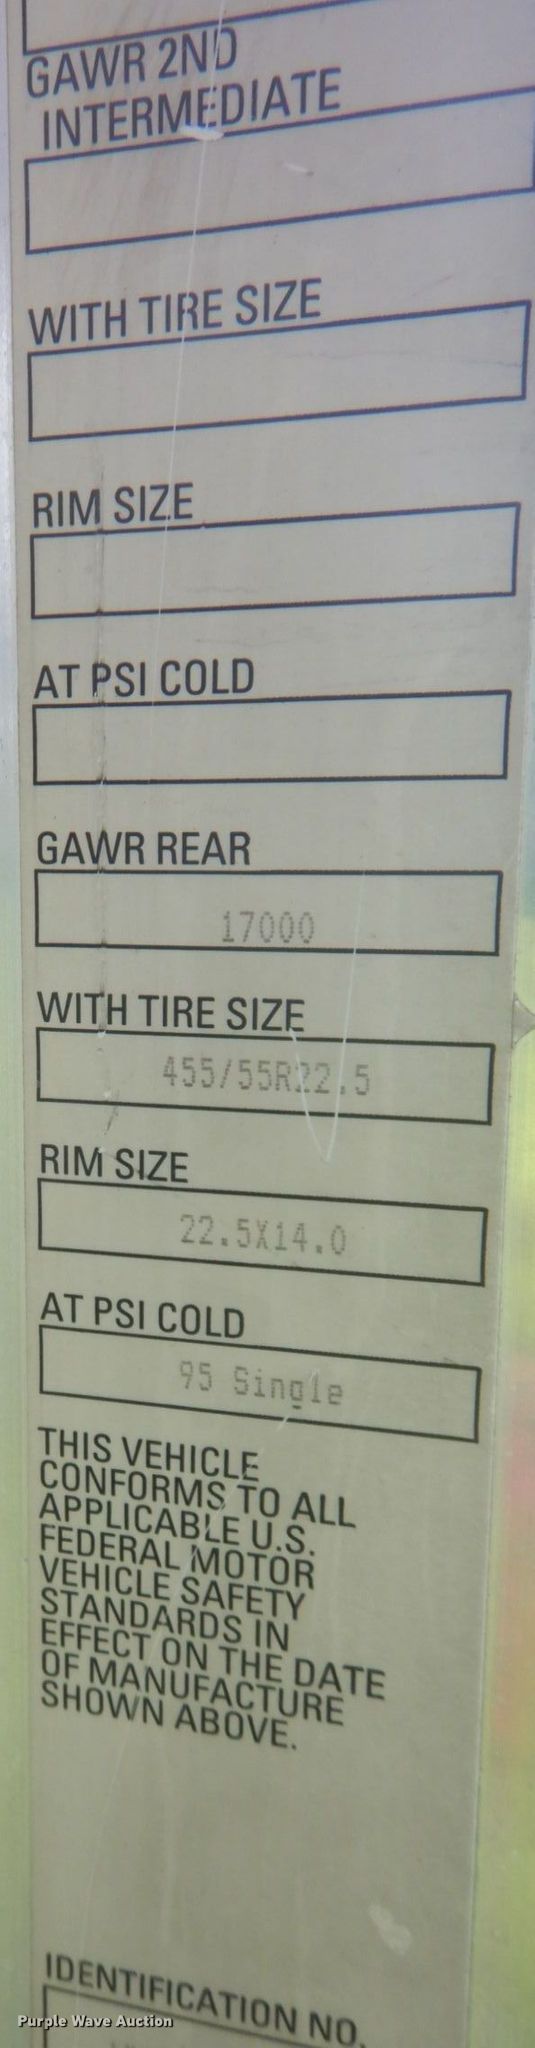 GAWR 2ND
INTERMEDIATE
WITH TIRE SIZE
RIM SIZE
AT PSI COLD
GAWR REAR
17000
WITH TIRE SIZE
455/55R22.5
RIM SIZE
22.5X14.0
AT PSI COLD
95 Single
THIS VEHICLE
CONFORMS TO ALL
APPLICABLE U.S.
FEDERAL MOTOR
VEHICLE SAFETY
STANDARDS IN
EFFECT ON THE DATE
OF MANUFACTURE
SHOWN ABOVE.
IDENTIFICATION NO.
Purple Wave Auction